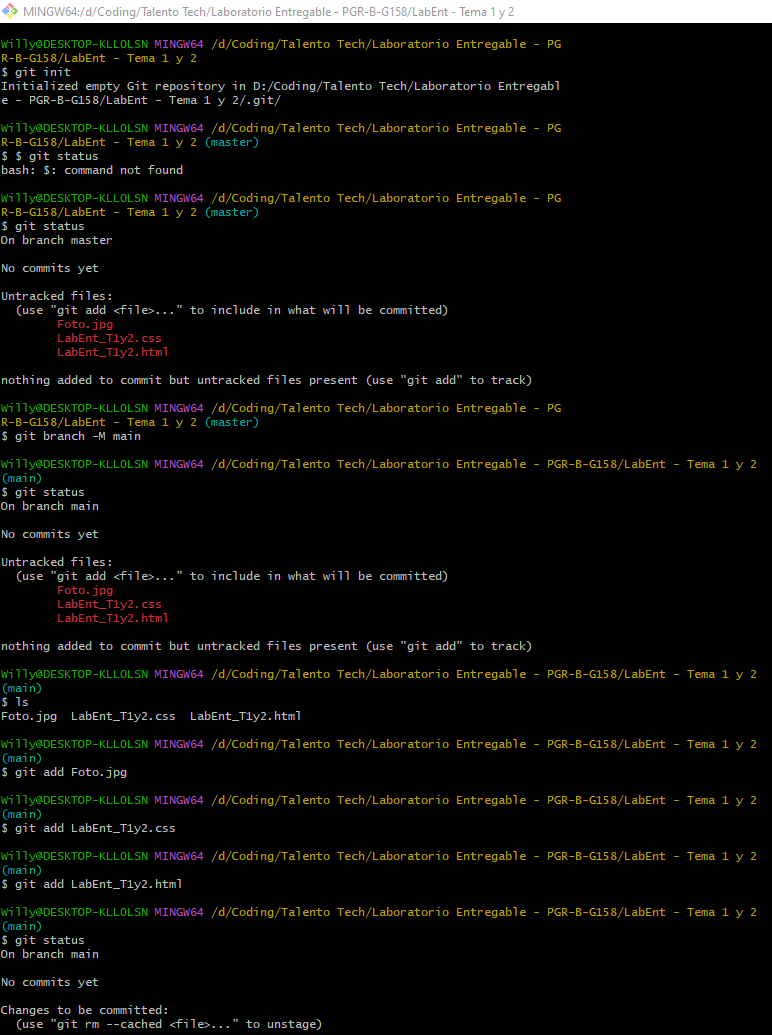 MINGW64:/d/Coding/Talento Tech/Laboratorio Entregable - PGR-B-G158/LabEnt - Tema 1 y 2
Willy@DESKTOP-KLLOLSN MINGW64 /d/Coding/Talento Tech/Laboratorio Entregable - PG
R-B-G158/LabEnt - Tema 1 y 2
$ git init
Initialized empty Git repository in D:/Coding/Talento Tech/Laboratorio Entregabl
e - PGR-B-G158/LabEnt - Tema 1 y 2/.git/
Willy@DESKTOP-KLLOLSN MINGW64 /d/Coding/Talento Tech/Laboratorio Entregable - PG
R-B-G158/LabEnt - Tema 1 y 2 (master)
$ $ git status
bash: $: command not found
Willy@DESKTOP-KLLOLSN MINGW64 /d/Coding/Talento Tech/Laboratorio Entregable - PG
R-B-G158/LabEnt - Tema 1 y 2 (master)
$ git status
On branch master
No commits yet
Untracked files:
  (use "git add <file>..." to include in what will be committed)
        Foto.jpg
        LabEnt_T1y2.css
        LabEnt_T1y2.html
nothing added to commit but untracked files present (use "git add" to track)
Willy@DESKTOP-KLLOLSN MINGW64 /d/Coding/Talento Tech/Laboratorio Entregable - PG
R-B-G158/LabEnt - Tema 1 y 2 (master)
$ git branch -M main
Willy@DESKTOP-KLLOLSN MINGW64 /d/Coding/Talento Tech/Laboratorio Entregable - PGR-B-G158/LabEnt - Tema 1 y 2
(main)
$ git status
On branch main
No commits yet
Untracked files:
  (use "git add <file>..." to include in what will be committed)
        Foto.jpg
        LabEnt_T1y2.css
        LabEnt_T1y2.html
nothing added to commit but untracked files present (use "git add" to track)
Willy@DESKTOP-KLLOLSN MINGW64 /d/Coding/Talento Tech/Laboratorio Entregable - PGR-B-G158/LabEnt - Tema 1 y 2
(main)
$ ls
Foto.jpg  LabEnt_T1y2.css  LabEnt_T1y2.html
Willy@DESKTOP-KLLOLSN MINGW64 /d/Coding/Talento Tech/Laboratorio Entregable - PGR-B-G158/LabEnt - Tema 1 y 2
(main)
$ git add Foto.jpg
Willy@DESKTOP-KLLOLSN MINGW64 /d/Coding/Talento Tech/Laboratorio Entregable - PGR-B-G158/LabEnt - Tema 1 y 2
(main)
$ git add LabEnt_T1y2.css
Willy@DESKTOP-KLLOLSN MINGW64 /d/Coding/Talento Tech/Laboratorio Entregable - PGR-B-G158/LabEnt - Tema 1 y 2
(main)
$ git add LabEnt_T1y2.html
Willy@DESKTOP-KLLOLSN MINGW64 /d/Coding/Talento Tech/Laboratorio Entregable - PGR-B-G158/LabEnt - Tema 1 y 2
(main)
$ git status
On branch main
No commits yet
Changes to be committed:
  (use "git rm --cached <file>..." to unstage)